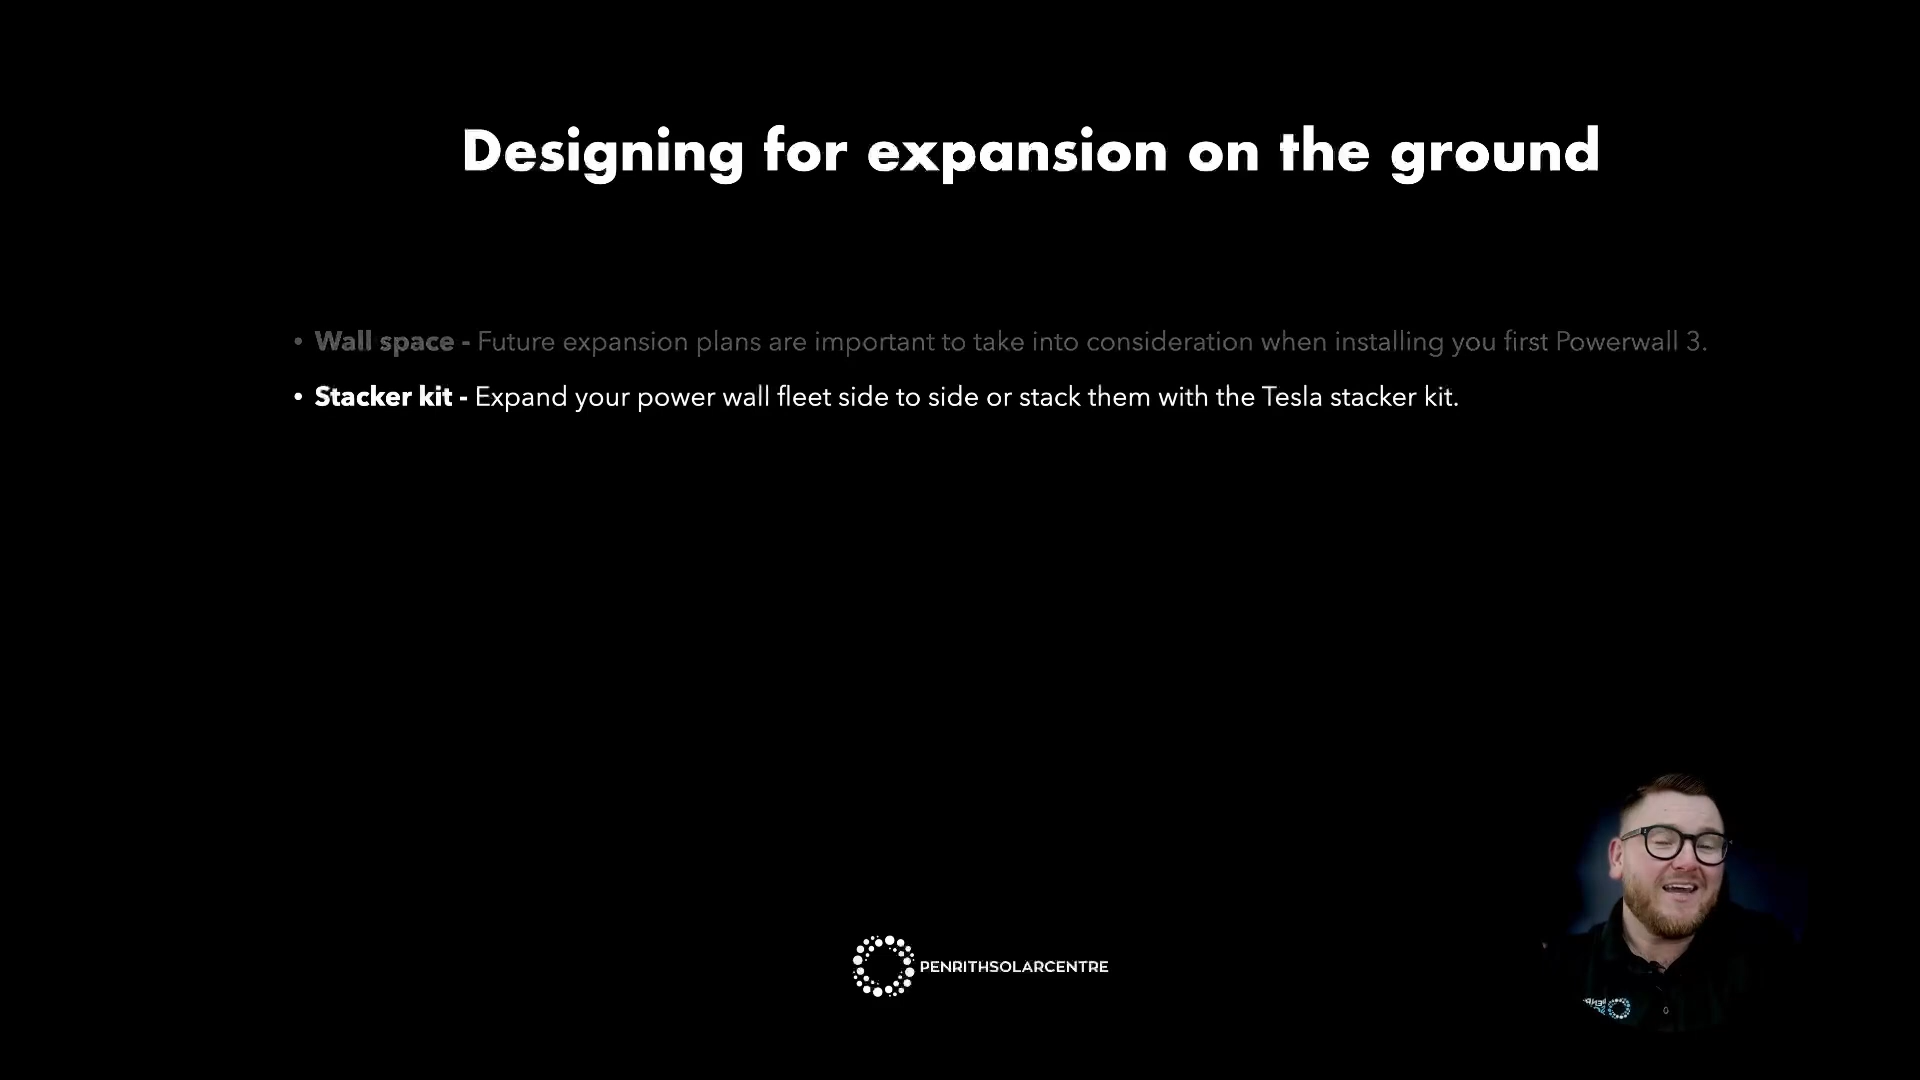 Designing for expansion on the ground
• Wall space - Future expansion plans are important to take into consideration when installing you first Powerwall 3.
• Stacker kit - Expand your power wall fleet side to side or stack them with the Tesla stacker kit.
PENRITHSOLARCENTRE